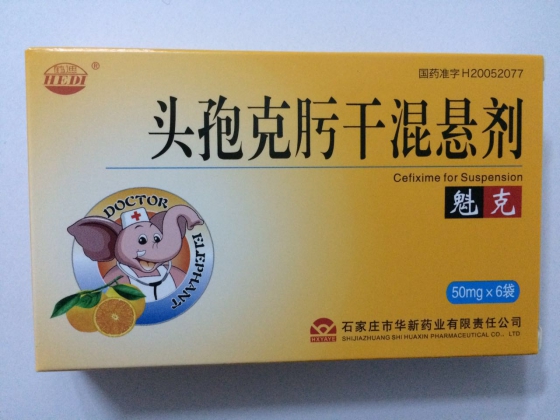 HEDI
®
国药准字H20052077
头孢克肟干混悬剂
Cefixime for Suspension
魁克
DOCTOR ELEPHANT
50mg×6袋
石家庄市华新药业有限责任公司
SHIJIAZHUANG SHI HUAXIN PHARMACEUTICAL CO., LTD